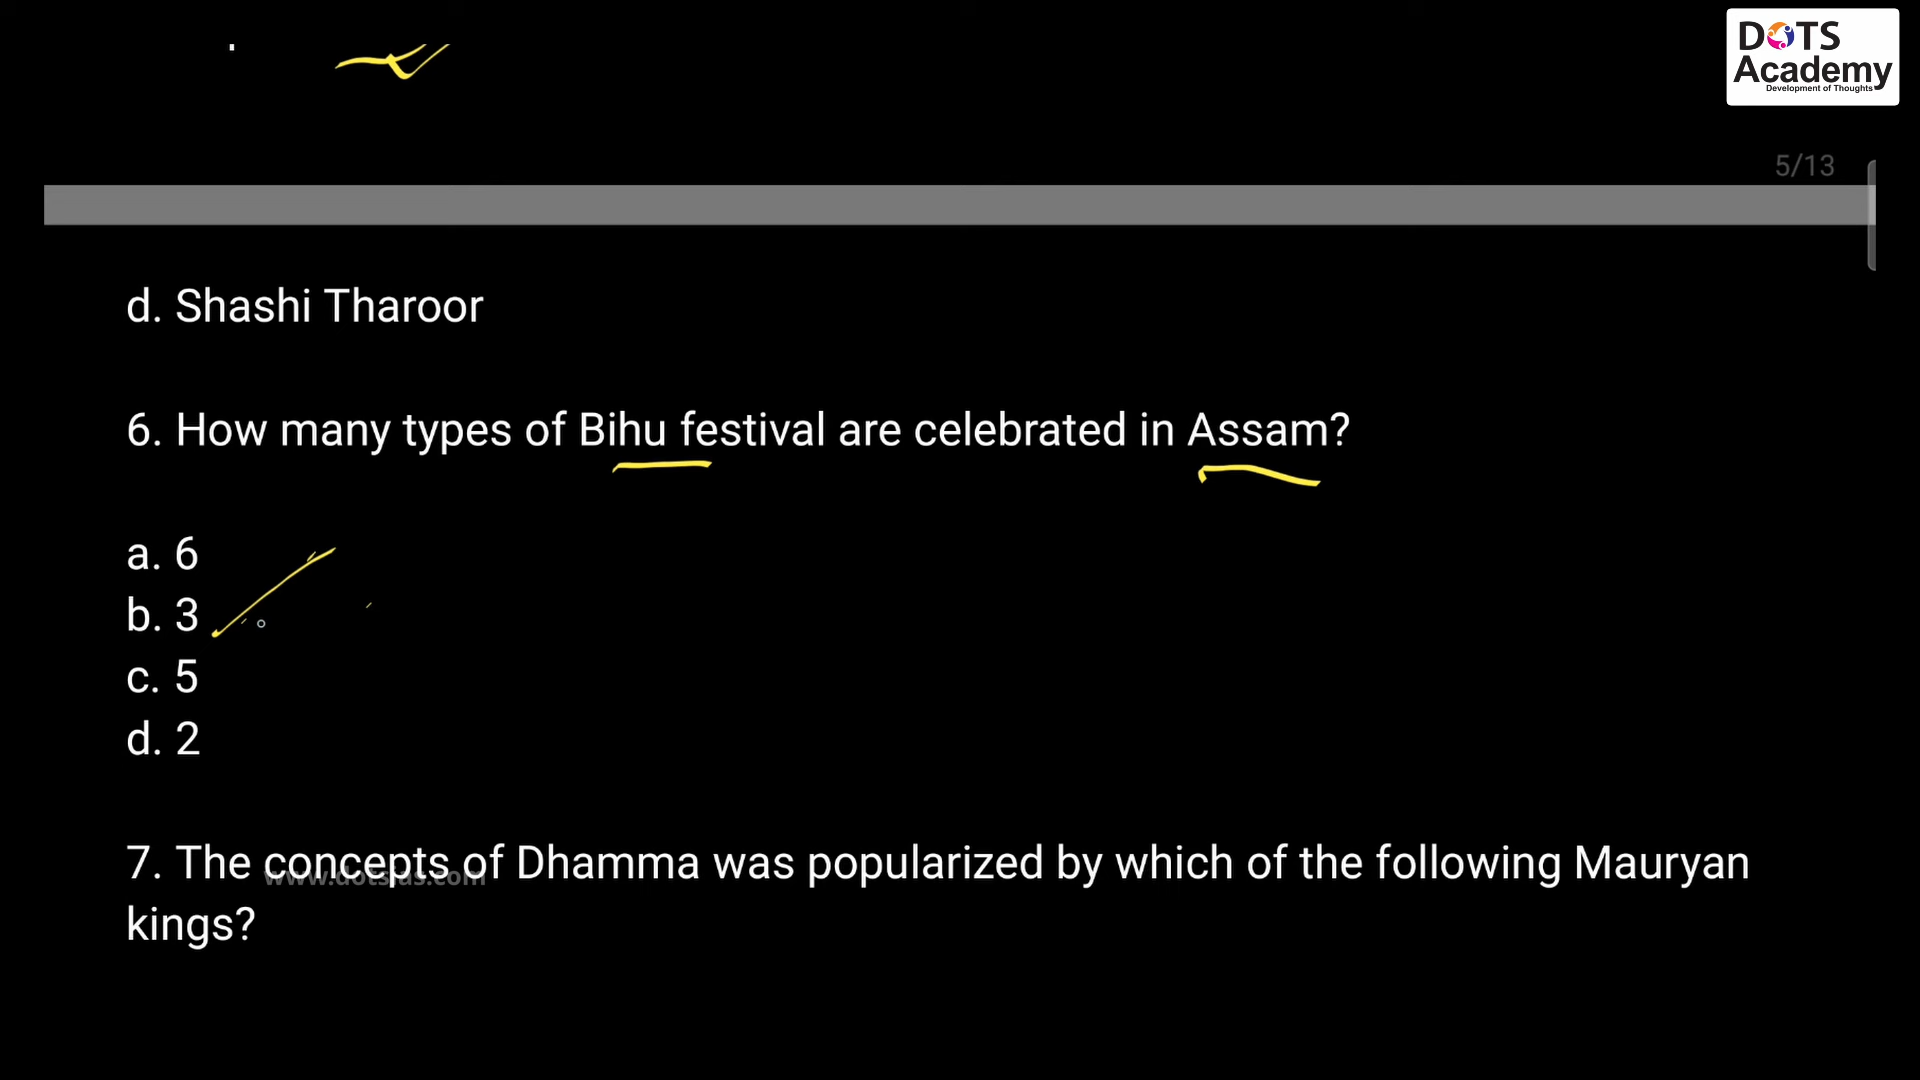 DOTS
Academy
Development of Thoughts
5/13
d. Shashi Tharoor
6. How many types of Bihu festival are celebrated in Assam?
a. 6
b. 3
c. 5
d. 2
7. The concepts of Dhamma was popularized by which of the following Mauryan
kings?